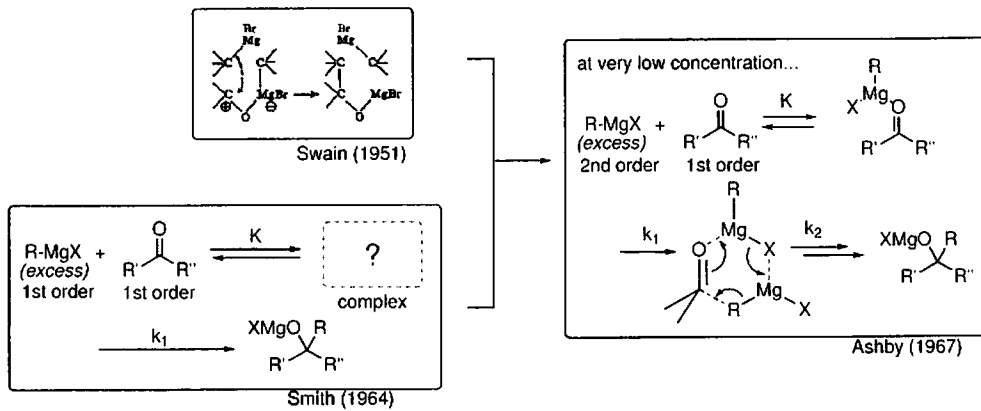 Br
Mg
Br
Mg
C
C
C
C
C
⊕
MgBr
⊖
O
C
MgBr
O
Swain (1951)
R-MgX +
(excess)
1st order
O
R' R''
1st order
K
?
complex
k1
XMgO R
R' R''
Smith (1964)
at very low concentration...
R-MgX +
(excess)
2nd order
O
R' R''
1st order
K
R
Mg
X O
R' R''
k1
R
Mg
O X
Mg
R X
k2
XMgO R
R' R''
Ashby (1967)